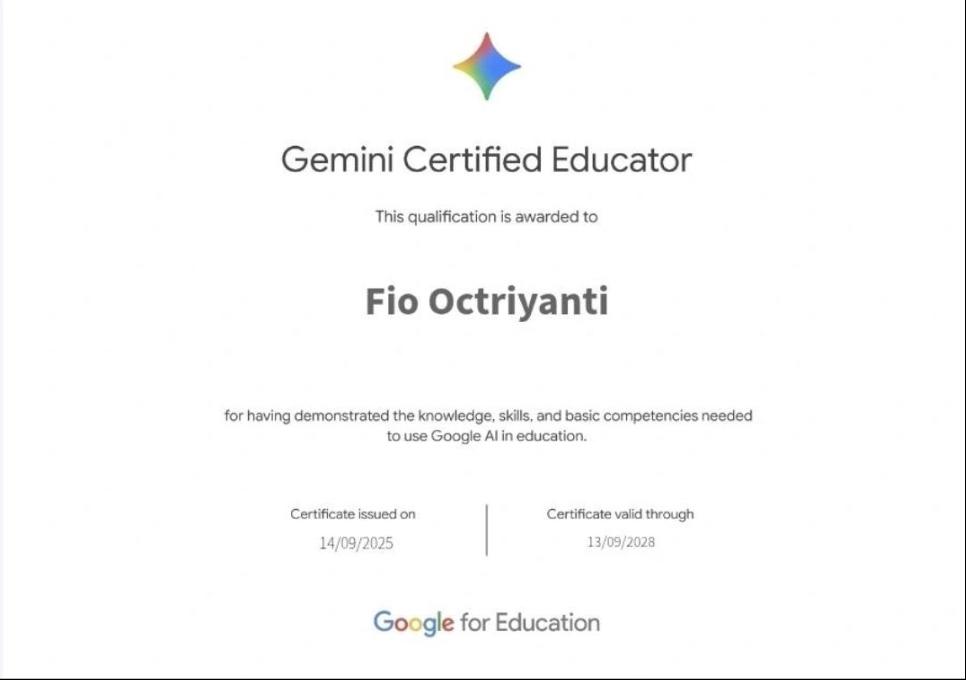 Gemini Certified Educator
This qualification is awarded to
Fio Octriyanti
for having demonstrated the knowledge, skills, and basic competencies needed
to use Google AI in education.
Certificate issued on
14/09/2025
Certificate valid through
13/09/2028
Google for Education